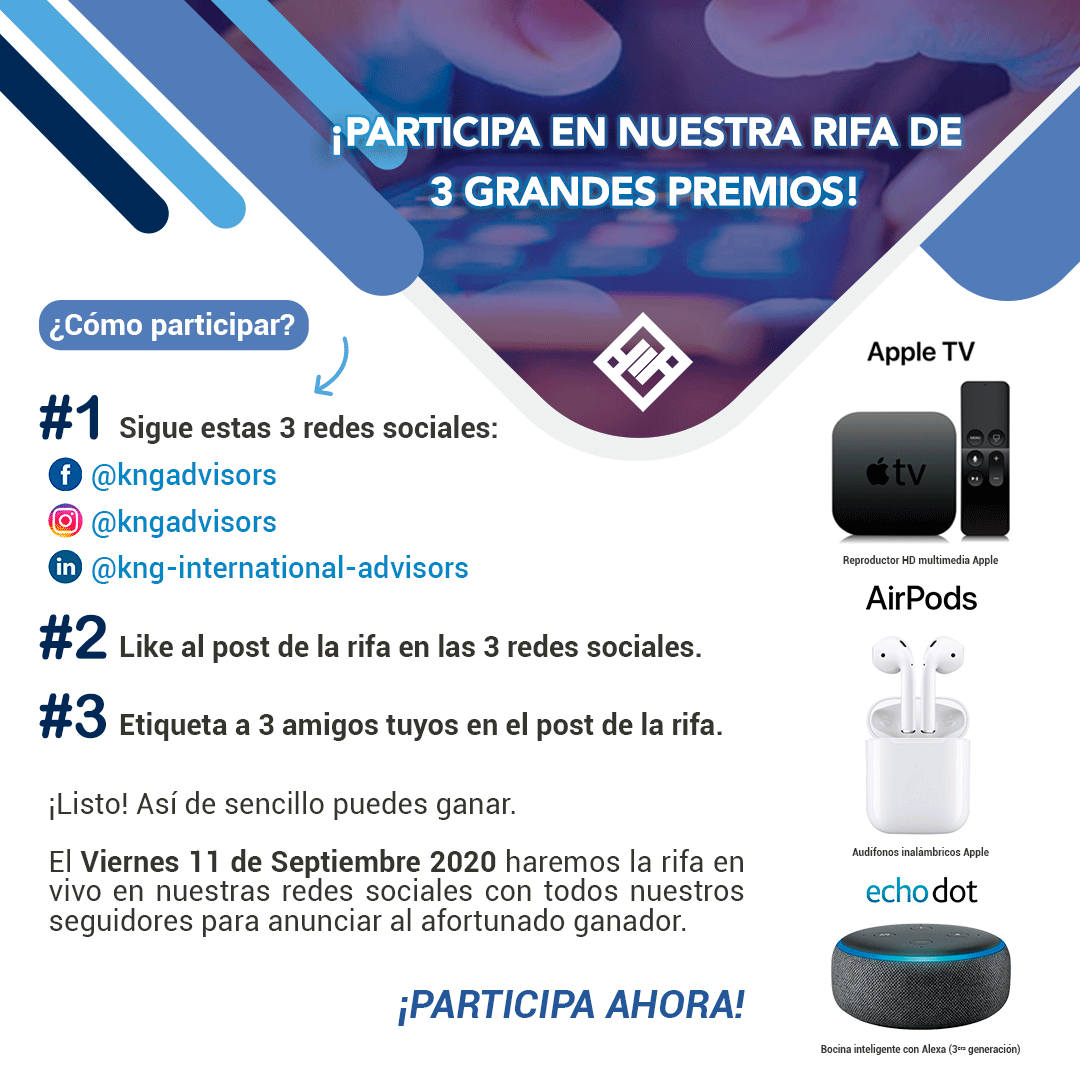 ¡PARTICIPA EN NUESTRA RIFA DE
3 GRANDES PREMIOS!
¿Cómo participar?
#1 Sigue estas 3 redes sociales:
@kngadvisors
@kngadvisors
@kng-international-advisors
#2 Like al post de la rifa en las 3 redes sociales.
#3 Etiqueta a 3 amigos tuyos en el post de la rifa.
¡Listo! Así de sencillo puedes ganar.
El Viernes 11 de Septiembre 2020 haremos la rifa en
vivo en nuestras redes sociales con todos nuestros
seguidores para anunciar al afortunado ganador.
¡PARTICIPA AHORA!
Apple TV
tv
MENU
Reproductor HD multimedia Apple
AirPods
Audífonos inalámbricos Apple
echo dot
Bocina inteligente con Alexa (3era generación)